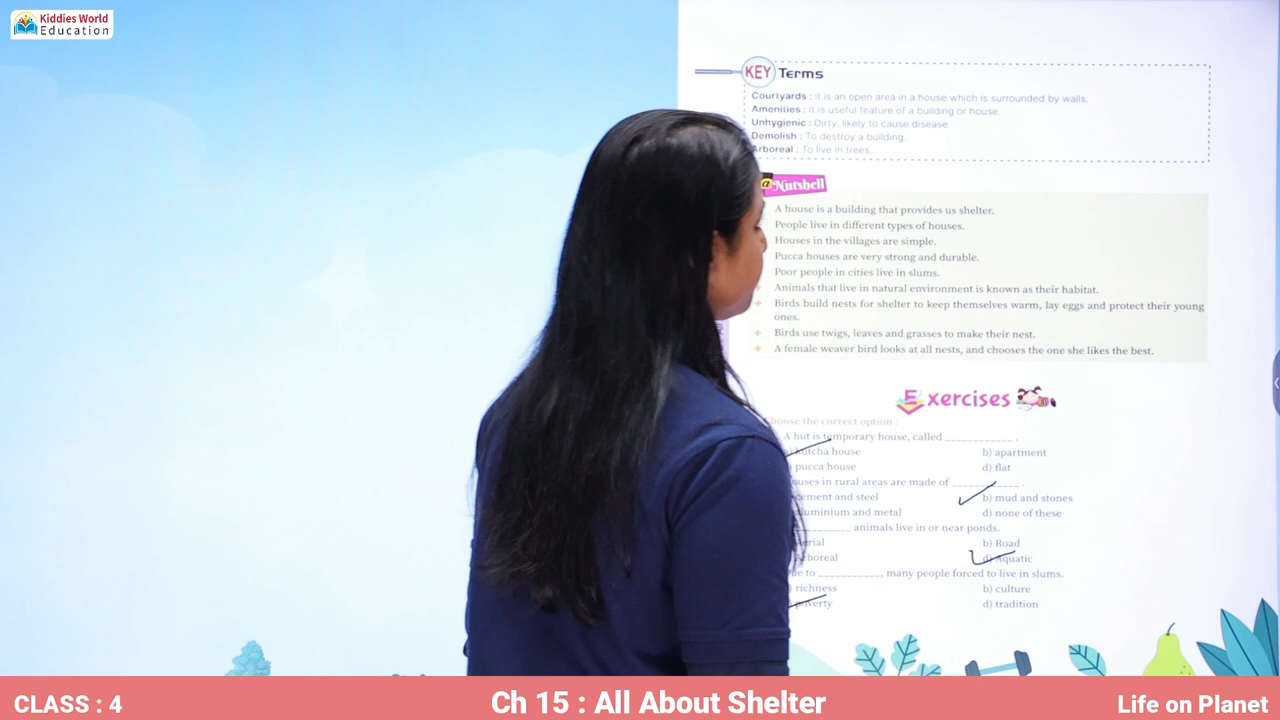 Kiddies World
Education
KEY Terms
Courtyards : It is an open area in a house which is surrounded by walls.
Amenities : It is useful feature of a building or house.
Unhygienic : Dirty, likely to cause disease.
Demolish : To destroy a building.
Arboreal : To live in trees.
a Nutshell
A house is a building that provides us shelter.
People live in different types of houses.
Houses in the villages are simple.
Pucca houses are very strong and durable.
Poor people in cities live in slums.
Animals that live in natural environment is known as their habitat.
Birds build nests for shelter to keep themselves warm, lay eggs and protect their young
ones.
Birds use twigs, leaves and grasses to make their nest.
A female weaver bird looks at all nests, and chooses the one she likes the best.
Exercises
hoose the correct option :
A hut is temporary house, called ____________ .
) kutcha house b) apartment
) pucca house d) flat
ouses in rural areas are made of ____________ .
cement and steel b) mud and stones
luminium and metal d) none of these
_________ animals live in or near ponds.
erial b) Road
rboreal d) Aquatic
ue to ___________, many people forced to live in slums.
) richness b) culture
) poverty d) tradition
CLASS : 4
Ch 15 : All About Shelter
Life on Planet